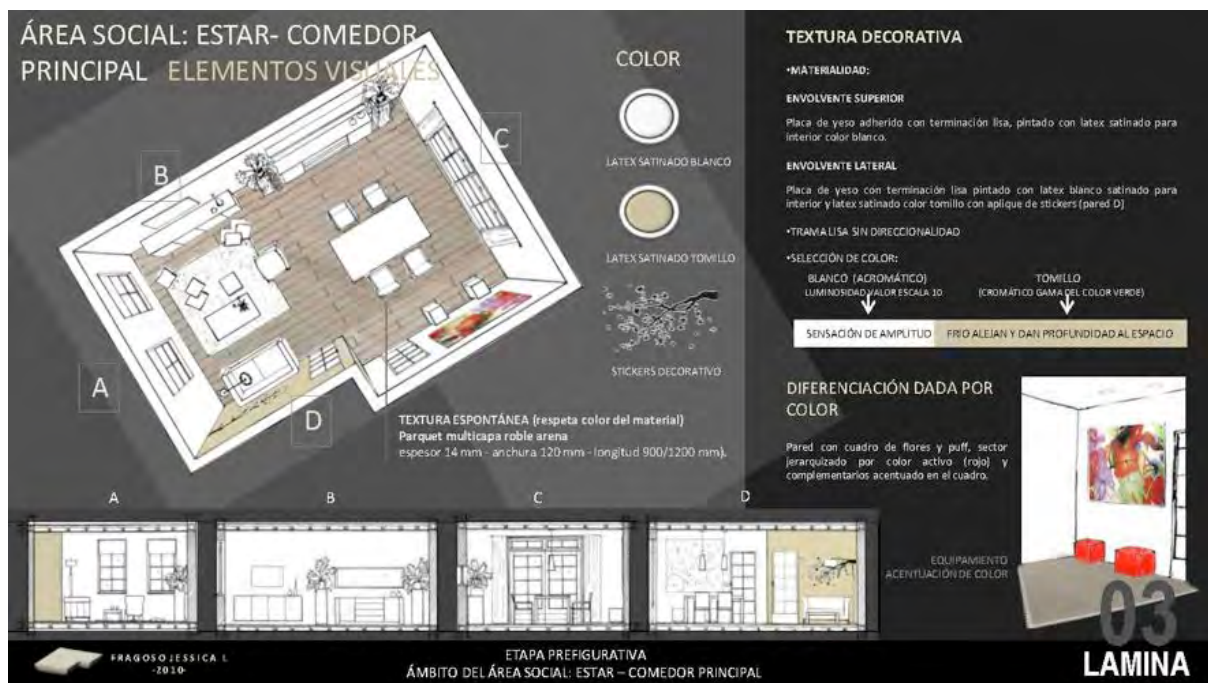 ÁREA SOCIAL: ESTAR- COMEDOR
PRINCIPAL ELEMENTOS VISUALES
A
B
C
D
COLOR
LATEX SATINADO BLANCO
LATEX SATINADO TOMILLO
STICKERS DECORATIVO
TEXTURA ESPONTÁNEA (respeta color del material)
Parquet multicapa roble arena
espesor 14 mm - anchura 120 mm - longitud 900/1200 mm).
TEXTURA DECORATIVA
•MATERIALIDAD:
ENVOLVENTE SUPERIOR
Placa de yeso adherido con terminación lisa, pintado con latex satinado para
interior color blanco.
ENVOLVENTE LATERAL
Placa de yeso con terminación lisa pintado con latex blanco satinado para
interior y latex satinado color tomillo con aplique de stickers (pared D)
•TRAMA LISA SIN DIRECCIONALIDAD
•SELECCIÓN DE COLOR:
BLANCO (ACROMÁTICO)
LUMINOSIDAD VALOR ESCALA 10
TOMILLO
(CROMÁTICO GAMA DEL COLOR VERDE)
SENSACIÓN DE AMPLITUD
FRIO ALEJAN Y DAN PROFUNDIDAD AL ESPACIO
DIFERENCIACIÓN DADA POR
COLOR
Pared con cuadro de flores y puff, sector
jerarquizado por color activo (rojo) y
complementarios acentuado en el cuadro.
EQUIPAMIENTO
ACENTUACIÓN DE COLOR
A
B
C
D
FRAGOSO JESSICA L
-2010-
ETAPA PREFIGURATIVA
ÁMBITO DEL ÁREA SOCIAL: ESTAR – COMEDOR PRINCIPAL
03
LAMINA